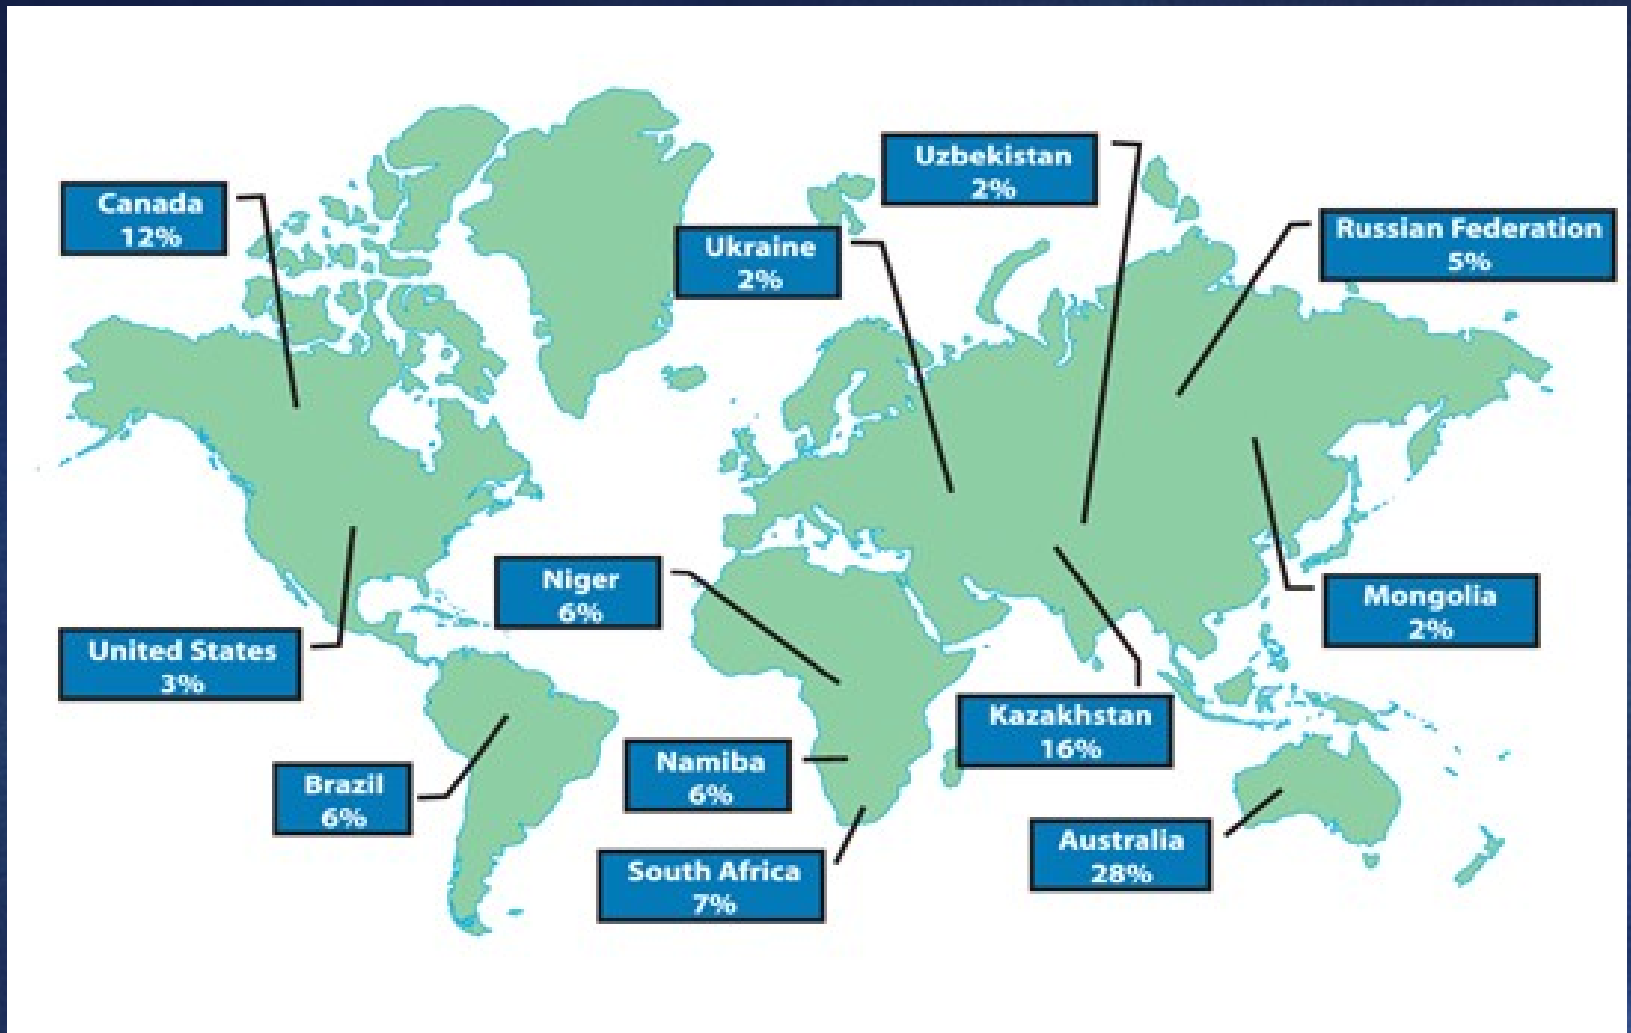 Uzbekistan
2%
Canada
12%
Russian Federation
5%
Ukraine
2%
Niger
6%
Mongolia
2%
United States
3%
Kazakhstan
16%
Namiba
6%
Brazil
6%
Australia
28%
South Africa
7%